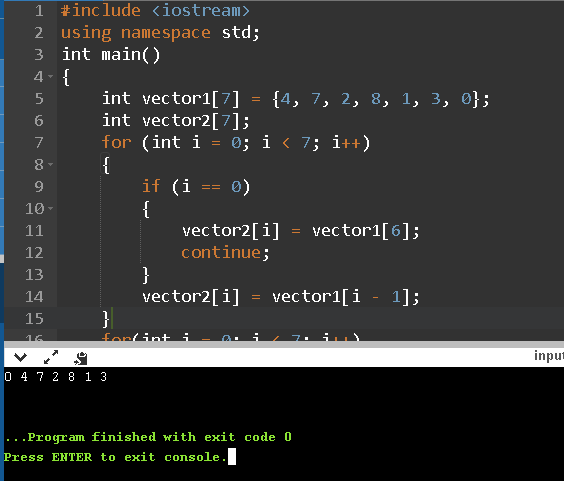 1 #include <iostream>
2 using namespace std;
3 int main()
4 {
5 int vector1[7] = {4, 7, 2, 8, 1, 3, 0};
6 int vector2[7];
7 for (int i = 0; i < 7; i++)
8 {
9 if (i == 0)
10 {
11 vector2[i] = vector1[6];
12 continue;
13 }
14 vector2[i] = vector1[i - 1];
15 }
16 for(int i = 0; i < 7; i++)
input
0 4 7 2 8 1 3
...Program finished with exit code 0
Press ENTER to exit console.